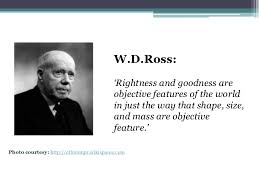 W.D.Ross:
‘Rightness and goodness are
objective features of the world
in just the way that shape, size,
and mass are objective
feature.’
Photo courtesy: